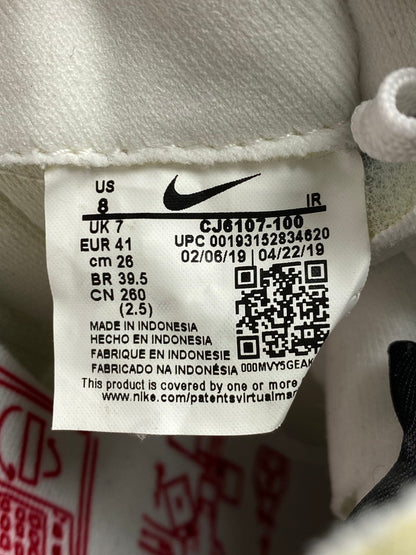 US IR
8 CJ6107-100
UK 7 UPC 00193152834620
EUR 41 02/06/19 | 04/22/19
cm 26
BR 39.5
CN 260
(2.5)
MADE IN INDONESIA
HECHO EN INDONESIA
FABRIQUE EN INDONESIE
FABRICADO NA INDONÉSIA 000MVY5GEAK
This product is covered by one or more
www.nike.com/patentsvirtualma